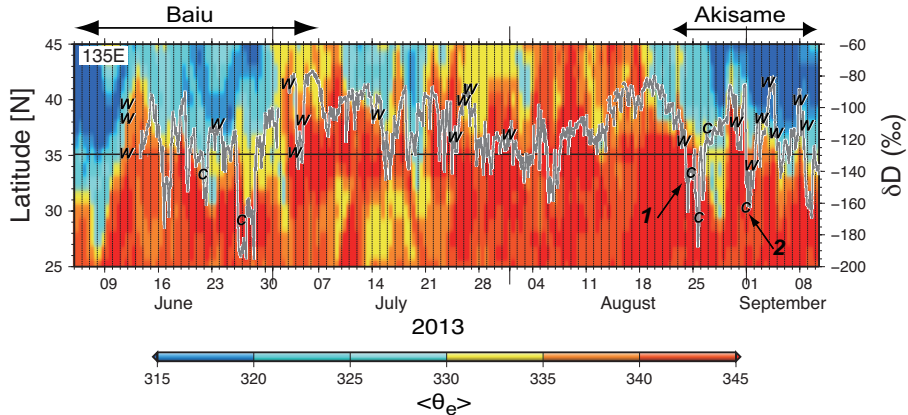 Baiu Akisame
45 135E -60
W W -80
40 W W W W W W -100
W W W W W W W W W -120
35 W W W C W -140
C C W -160
30 C 1 C C 2 -180
25 -200
Latitude [N]
δD (‰)
09 16 23 30 07 14 21 28 04 11 18 25 01 08
June July August September
2013
315 320 325 330 335 340 345
<θe>